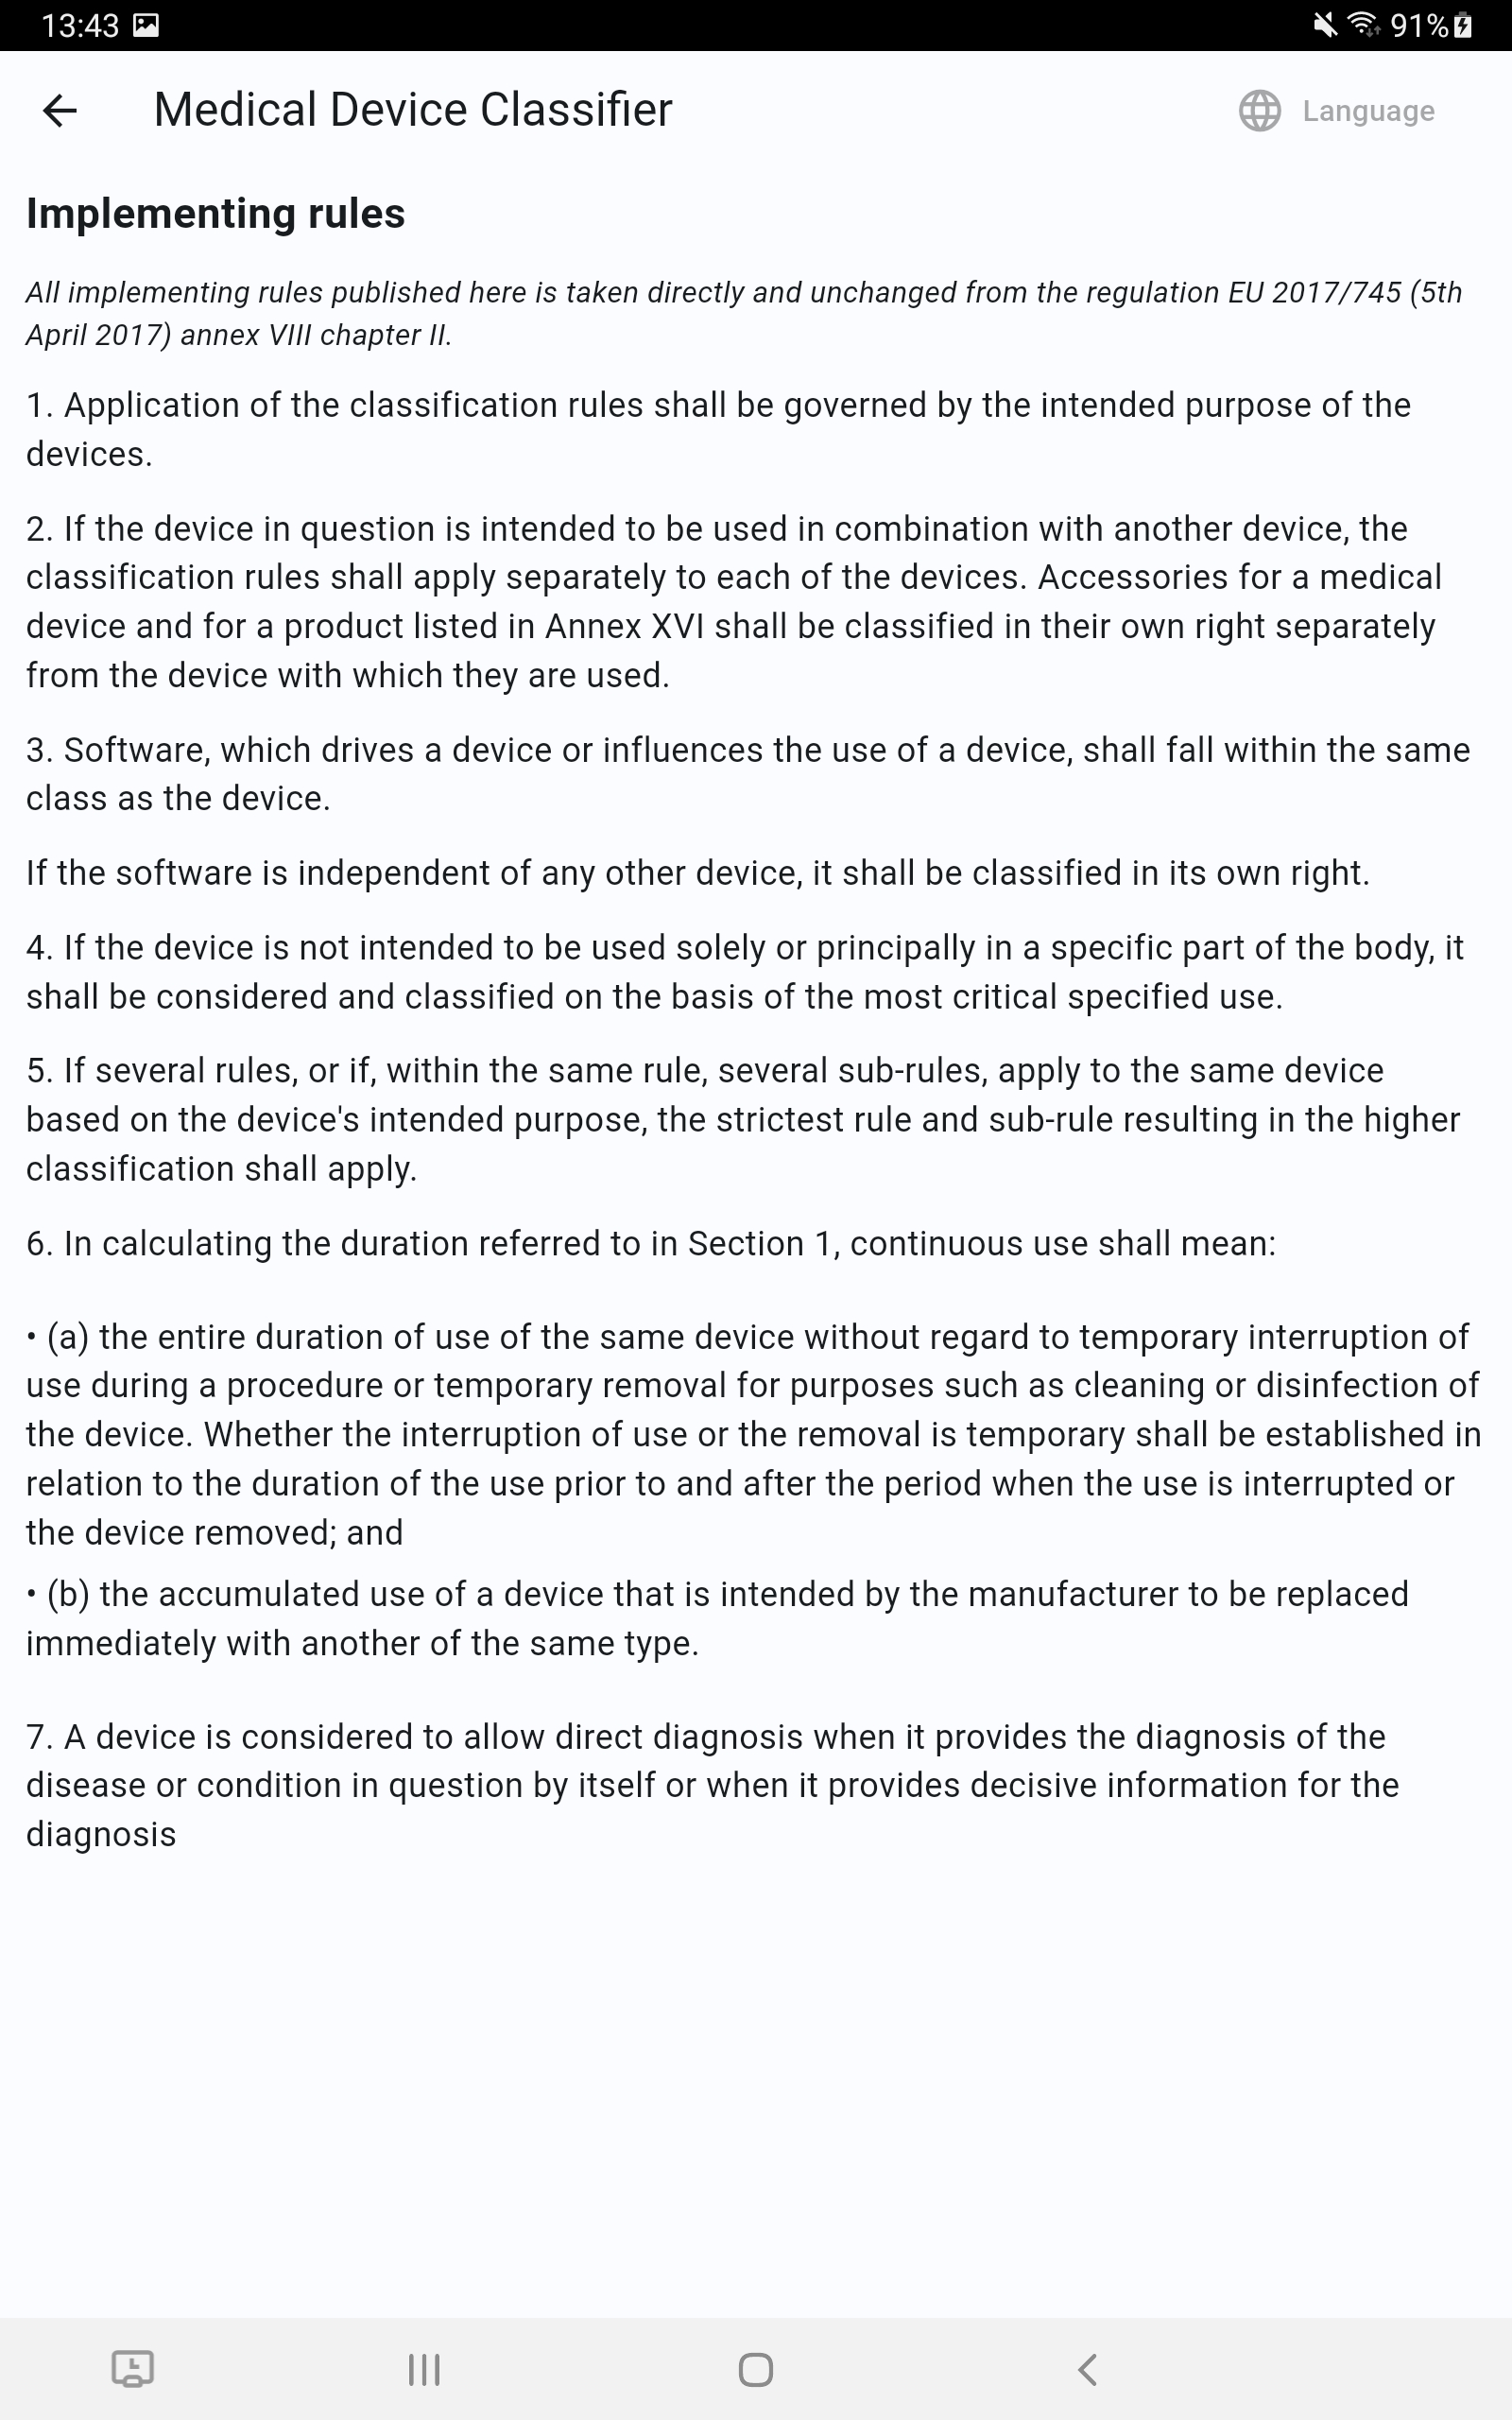 13:43
91%
Medical Device Classifier
Language
Implementing rules
All implementing rules published here is taken directly and unchanged from the regulation EU 2017/745 (5th
April 2017) annex VIII chapter II.
1. Application of the classification rules shall be governed by the intended purpose of the
devices.
2. If the device in question is intended to be used in combination with another device, the
classification rules shall apply separately to each of the devices. Accessories for a medical
device and for a product listed in Annex XVI shall be classified in their own right separately
from the device with which they are used.
3. Software, which drives a device or influences the use of a device, shall fall within the same
class as the device.
If the software is independent of any other device, it shall be classified in its own right.
4. If the device is not intended to be used solely or principally in a specific part of the body, it
shall be considered and classified on the basis of the most critical specified use.
5. If several rules, or if, within the same rule, several sub-rules, apply to the same device
based on the device's intended purpose, the strictest rule and sub-rule resulting in the higher
classification shall apply.
6. In calculating the duration referred to in Section 1, continuous use shall mean:
• (a) the entire duration of use of the same device without regard to temporary interruption of
use during a procedure or temporary removal for purposes such as cleaning or disinfection of
the device. Whether the interruption of use or the removal is temporary shall be established in
relation to the duration of the use prior to and after the period when the use is interrupted or
the device removed; and
• (b) the accumulated use of a device that is intended by the manufacturer to be replaced
immediately with another of the same type.
7. A device is considered to allow direct diagnosis when it provides the diagnosis of the
disease or condition in question by itself or when it provides decisive information for the
diagnosis